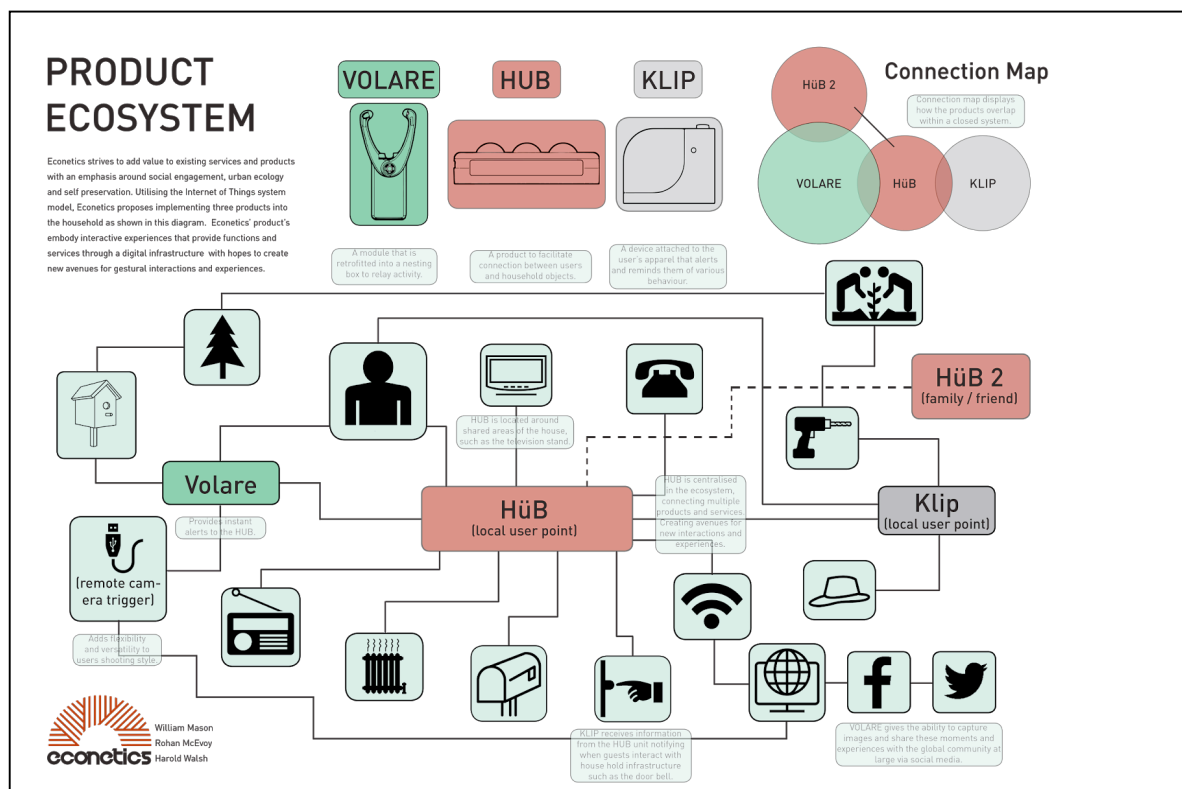 PRODUCT
ECOSYSTEM
Econetics strives to add value to existing services and products
with an emphasis around social engagement, urban ecology
and self preservation. Utilising the Internet of Things system
model, Econetics proposes implementing three products into
the household as shown in this diagram.  Econetics' product's
embody interactive experiences that provide functions and
services through a digital infrastructure  with hopes to create
new avenues for gestural interactions and experiences.
VOLARE
A module that is
retrofitted into a nesting
box to relay activity.
HUB
A product to facilitate
connection between users
and household objects.
KLIP
A device attached to the
user's apparel that alerts
and reminds them of various
behaviour.
Connection Map
Connection map displays
how the products overlap
within a closed system.
HüB 2
VOLARE
HüB
KLIP
HüB 2
(family / friend)
HUB is located around
shared areas of the house,
such as the television stand.
Volare
Provides instant
alerts to the HUB.
HüB
(local user point)
HUB is centralised
in the ecosystem,
connecting multiple
products and services.
Creating avenues for
new interactions and
experiences.
Klip
(local user point)
(remote cam-
era trigger)
Adds flexibility
and versatility to
users shooting style.
KLIP receives information
from the HUB unit notifying
when guests interact with
house hold infrastructure
such as the door bell.
f
VOLARE gives the ability to capture
images and share these moments and
experiences with the global community at
large via social media.
econetics
William Mason
Rohan McEvoy
Harold Walsh